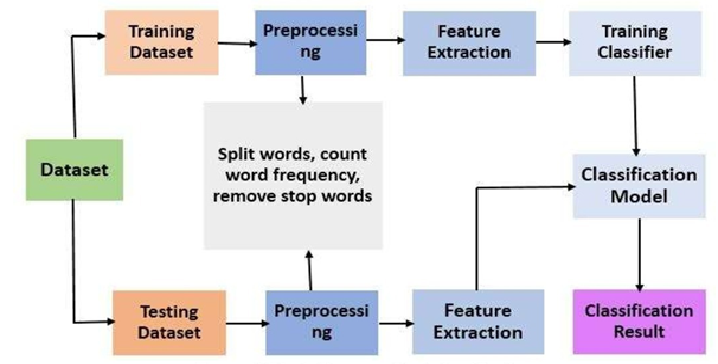 Training
Dataset
Preprocessi
ng
Feature
Extraction
Training
Classifier
Dataset
Split words, count
word frequency,
remove stop words
Classification
Model
Testing
Dataset
Preprocessi
ng
Feature
Extraction
Classification
Result